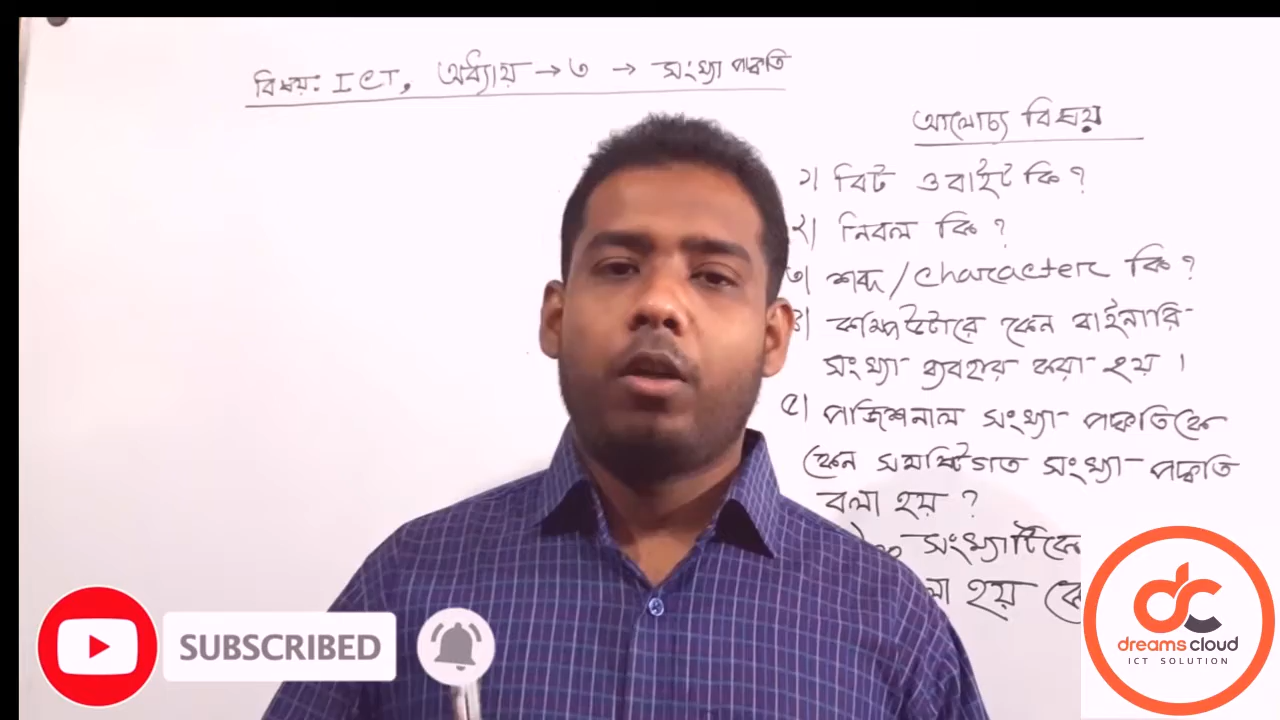 বিষয়: ICT, অধ্যায় → ৩ → সংখ্যা পদ্ধতি
আলোচ্য বিষয়
১। বিট ও বাইট কি ?
২। নিবল কি ?
৩। শব্দ / Character কি ?
৪। কম্পিউটারে কেন বাইনারি
সংখ্যা ব্যবহার করা হয় ।
৫। পজিশনাল সংখ্যা পদ্ধতিকে
কেন সমষ্টিগত সংখ্যা পদ্ধতি
বলা হয় ?
সংখ্যাটিকে
হয়
SUBSCRIBED
dc
dreams cloud
ICT SOLUTION